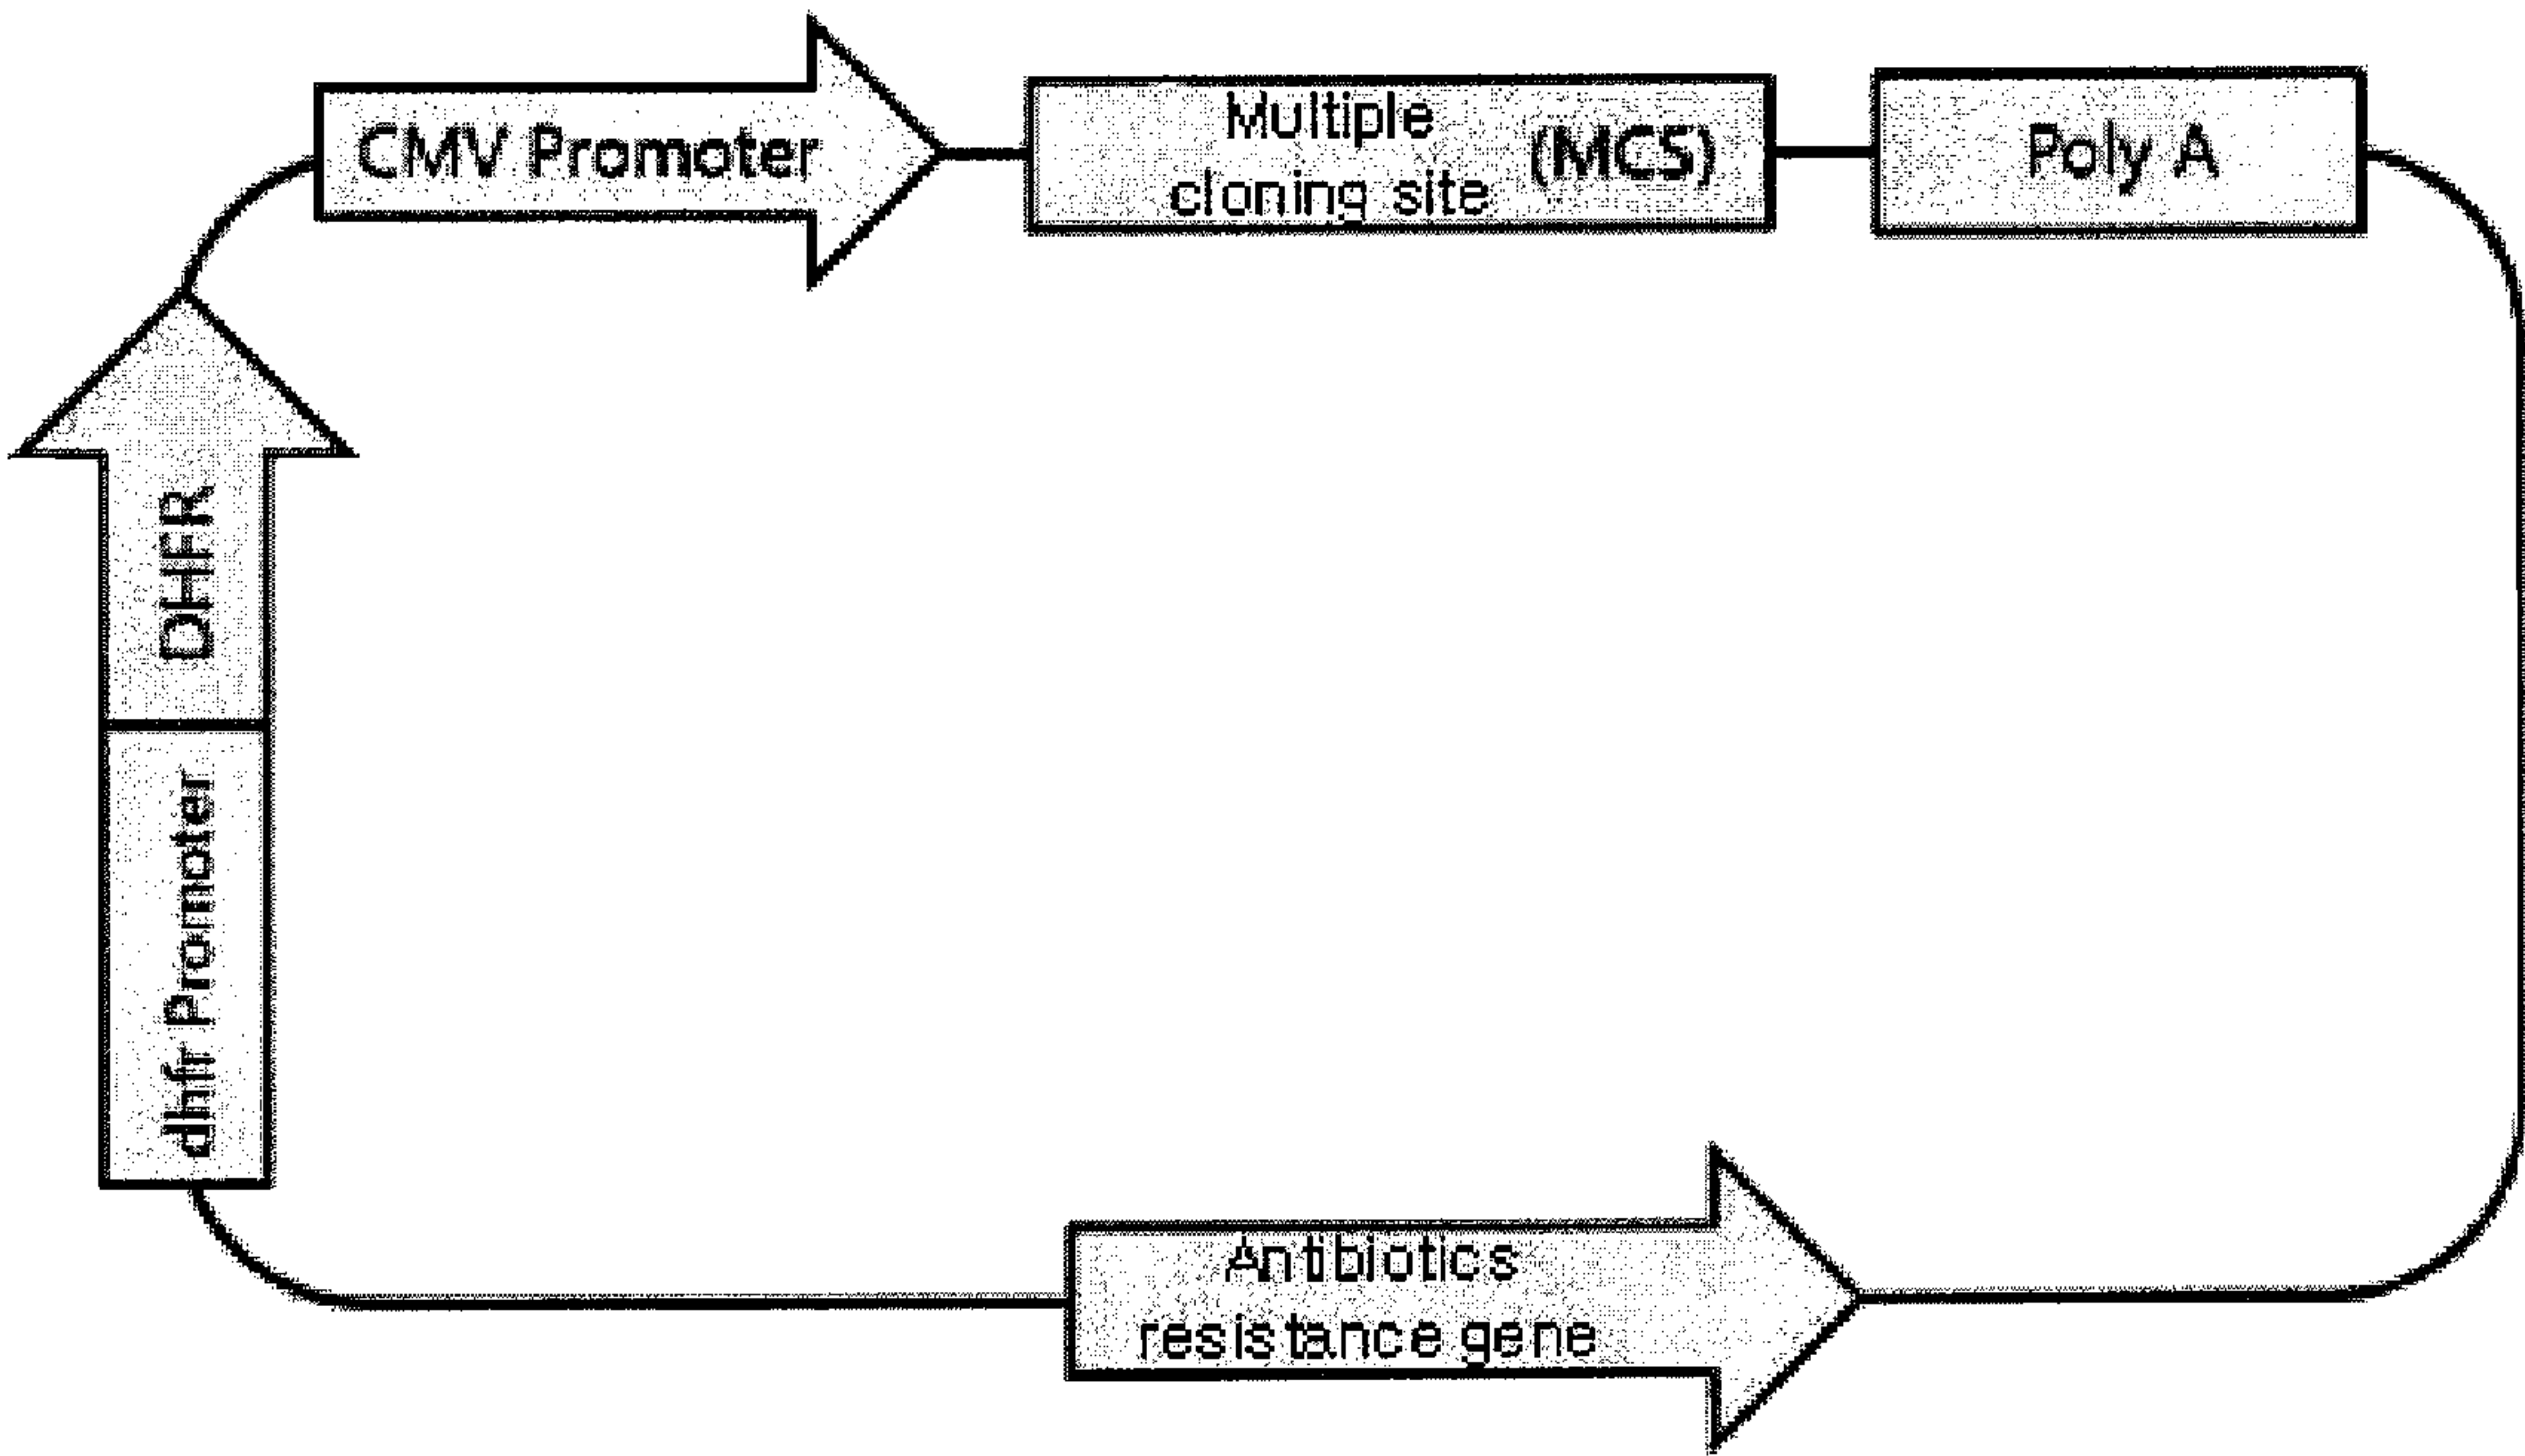 CMV Promoter
Multiple
cloning site
(MCS)
Poly A
DHFR
dhfr Promoter
Antibiotics
resistance gene